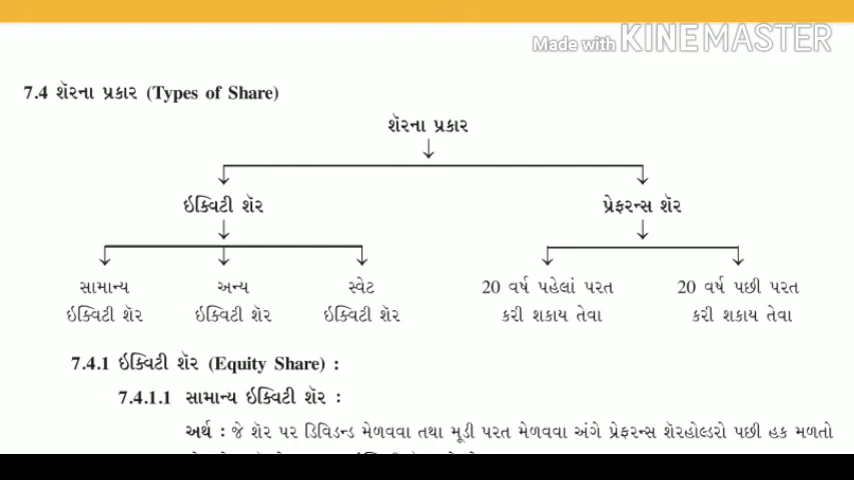 Made with KINEMASTER
7.4 શૅરના પ્રકાર (Types of Share)
શૅરના પ્રકાર
ઇક્વિટી શૅર પ્રેફરન્સ શૅર
સામાન્ય અન્ય સ્વેટ 20 વર્ષ પહેલાં પરત 20 વર્ષ પછી પરત
ઇક્વિટી શૅર ઇક્વિટી શૅર ઇક્વિટી શૅર કરી શકાય તેવા કરી શકાય તેવા
7.4.1 ઇક્વિટી શૅર (Equity Share) :
7.4.1.1 સામાન્ય ઇક્વિટી શૅર :
અર્થ : જે શૅર પર ડિવિડન્ડ મેળવવા તથા મૂડી પરત મેળવવા અંગે પ્રેફરન્સ શૅરહોલ્ડરો પછી હક મળતો